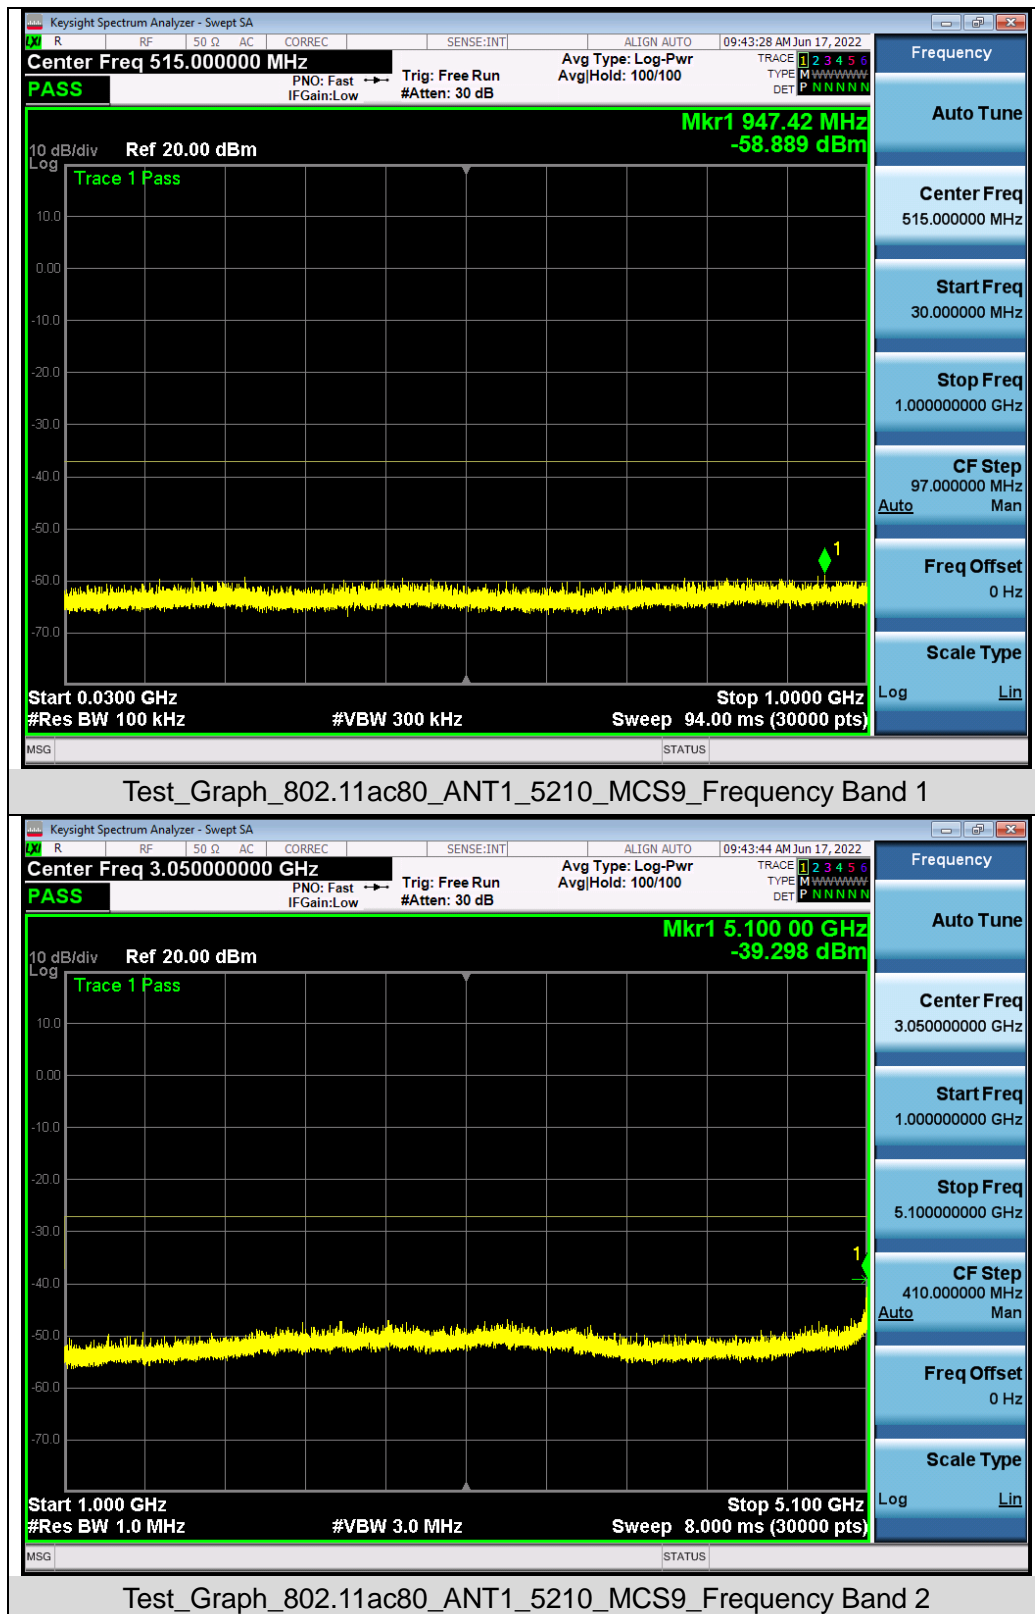 Keysight Spectrum Analyzer - Swept SA
LXI R RF 50 Ω AC CORREC SENSE:INT ALIGN AUTO 09:43:28 AM Jun 17, 2022
Center Freq 515.000000 MHz
PASS
PNO: Fast
IFGain:Low
Trig: Free Run
#Atten: 30 dB
Avg Type: Log-Pwr
Avg|Hold: 100/100
TRACE 1 2 3 4 5 6
TYPE M WWWWW
DET P N N N N N
Mkr1 947.42 MHz
-58.889 dBm
10 dB/div Ref 20.00 dBm
Log
Trace 1 Pass
10.0
0.00
-10.0
-20.0
-30.0
-40.0
-50.0
-60.0
-70.0
1
Start 0.0300 GHz Stop 1.0000 GHz
#Res BW 100 kHz #VBW 300 kHz Sweep 94.00 ms (30000 pts)
MSG STATUS
Frequency
Auto Tune
Center Freq
515.000000 MHz
Start Freq
30.000000 MHz
Stop Freq
1.000000000 GHz
CF Step
97.000000 MHz
Auto Man
Freq Offset
0 Hz
Scale Type
Log Lin
Test_Graph_802.11ac80_ANT1_5210_MCS9_Frequency Band 1
Keysight Spectrum Analyzer - Swept SA
LXI R RF 50 Ω AC CORREC SENSE:INT ALIGN AUTO 09:43:44 AM Jun 17, 2022
Center Freq 3.050000000 GHz
PASS
PNO: Fast
IFGain:Low
Trig: Free Run
#Atten: 30 dB
Avg Type: Log-Pwr
Avg|Hold: 100/100
TRACE 1 2 3 4 5 6
TYPE M WWWWW
DET P N N N N N
Mkr1 5.100 00 GHz
-39.298 dBm
10 dB/div Ref 20.00 dBm
Log
Trace 1 Pass
10.0
0.00
-10.0
-20.0
-30.0
-40.0
-50.0
-60.0
-70.0
1
Start 1.000 GHz Stop 5.100 GHz
#Res BW 1.0 MHz #VBW 3.0 MHz Sweep 8.000 ms (30000 pts)
MSG STATUS
Frequency
Auto Tune
Center Freq
3.050000000 GHz
Start Freq
1.000000000 GHz
Stop Freq
5.100000000 GHz
CF Step
410.000000 MHz
Auto Man
Freq Offset
0 Hz
Scale Type
Log Lin
Test_Graph_802.11ac80_ANT1_5210_MCS9_Frequency Band 2